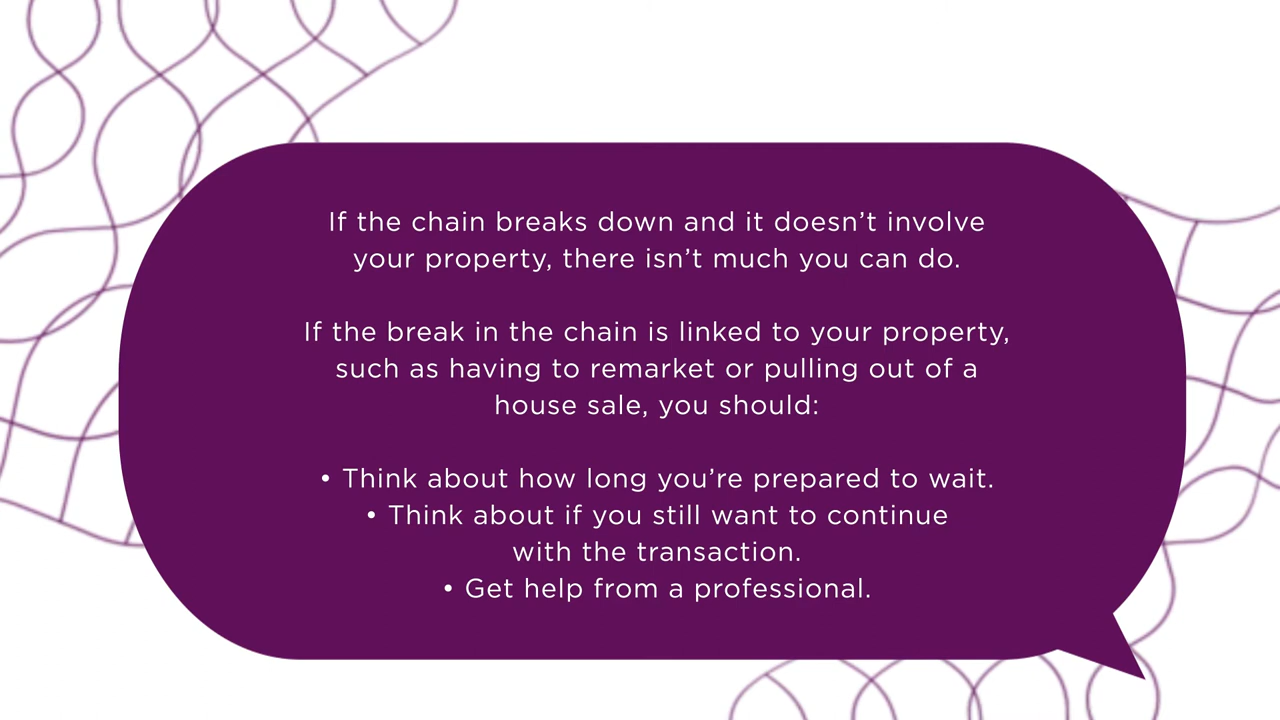 If the chain breaks down and it doesn’t involve
your property, there isn’t much you can do.
If the break in the chain is linked to your property,
such as having to remarket or pulling out of a
house sale, you should:
• Think about how long you’re prepared to wait.
• Think about if you still want to continue
with the transaction.
• Get help from a professional.